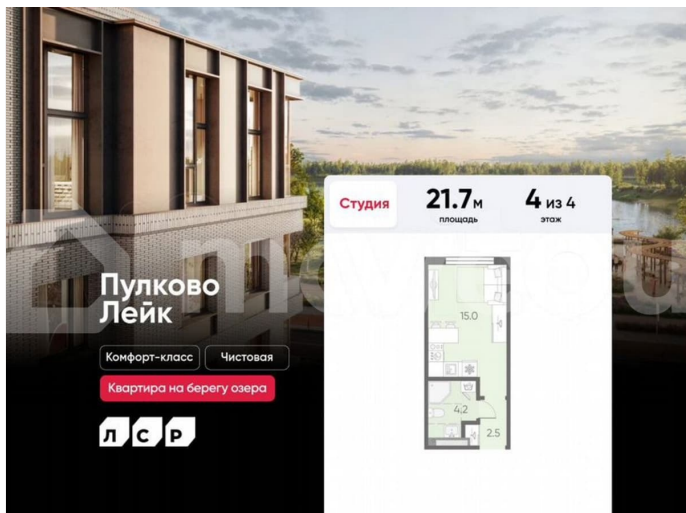 Студия
21.7м
площадь
4 из 4
этаж
Пулково
Лейк
15.0
4.2
2.5
Комфорт-класс
Чистовая
Квартира на берегу озера
ЛСР